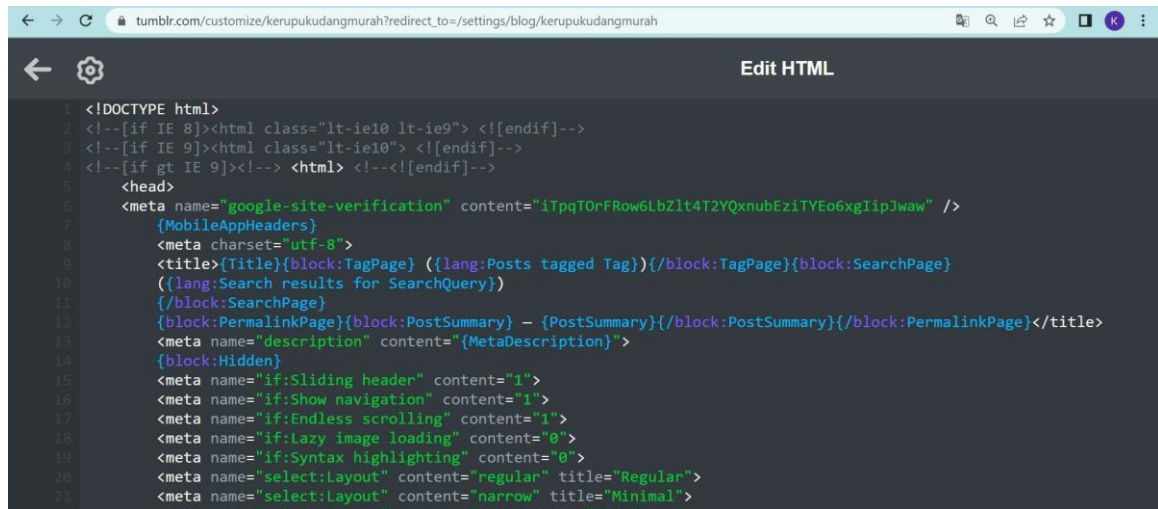 tumblr.com/customize/kerupukudangmurah?redirect_to=/settings/blog/kerupukudangmurah
K
Edit HTML
1 <!DOCTYPE html>
2 <!--[if IE 8]><html class="lt-ie10 lt-ie9"> <![endif]-->
3 <!--[if IE 9]><html class="lt-ie10"> <![endif]-->
4 <!--[if gt IE 9]><!--> <html> <!--<![endif]-->
5 <head>
6 <meta name="google-site-verification" content="iTpqTOrFRow6LbZlt4T2YQxnubEziTYEo6xgIipJwaw" />
7 {MobileAppHeaders}
8 <meta charset="utf-8">
9 <title>{Title}{block:TagPage} ({lang:Posts tagged Tag}){/block:TagPage}{block:SearchPage}
10 ({lang:Search results for SearchQuery})
11 {/block:SearchPage}
12 {block:PermalinkPage}{block:PostSummary} — {PostSummary}{/block:PostSummary}{/block:PermalinkPage}</title>
13 <meta name="description" content="{MetaDescription}">
14 {block:Hidden}
15 <meta name="if:Sliding header" content="1">
16 <meta name="if:Show navigation" content="1">
17 <meta name="if:Endless scrolling" content="1">
18 <meta name="if:Lazy image loading" content="0">
19 <meta name="if:Syntax highlighting" content="0">
20 <meta name="select:Layout" content="regular" title="Regular">
21 <meta name="select:Layout" content="narrow" title="Minimal">